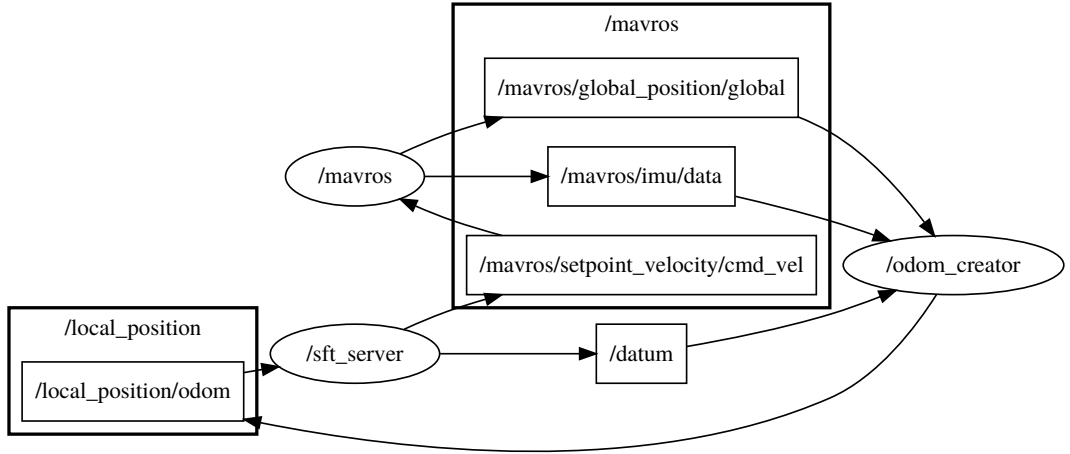 /mavros
/mavros/global_position/global
/mavros
/mavros/imu/data
/mavros/setpoint_velocity/cmd_vel
/odom_creator
/local_position
/local_position/odom
/sft_server
/datum